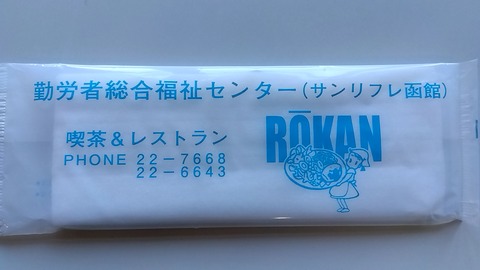 勤労者総合福祉センター(サンリフレ函館)
喫茶&レストラン
PHONE 22-7668
22-6643
RŌKAN